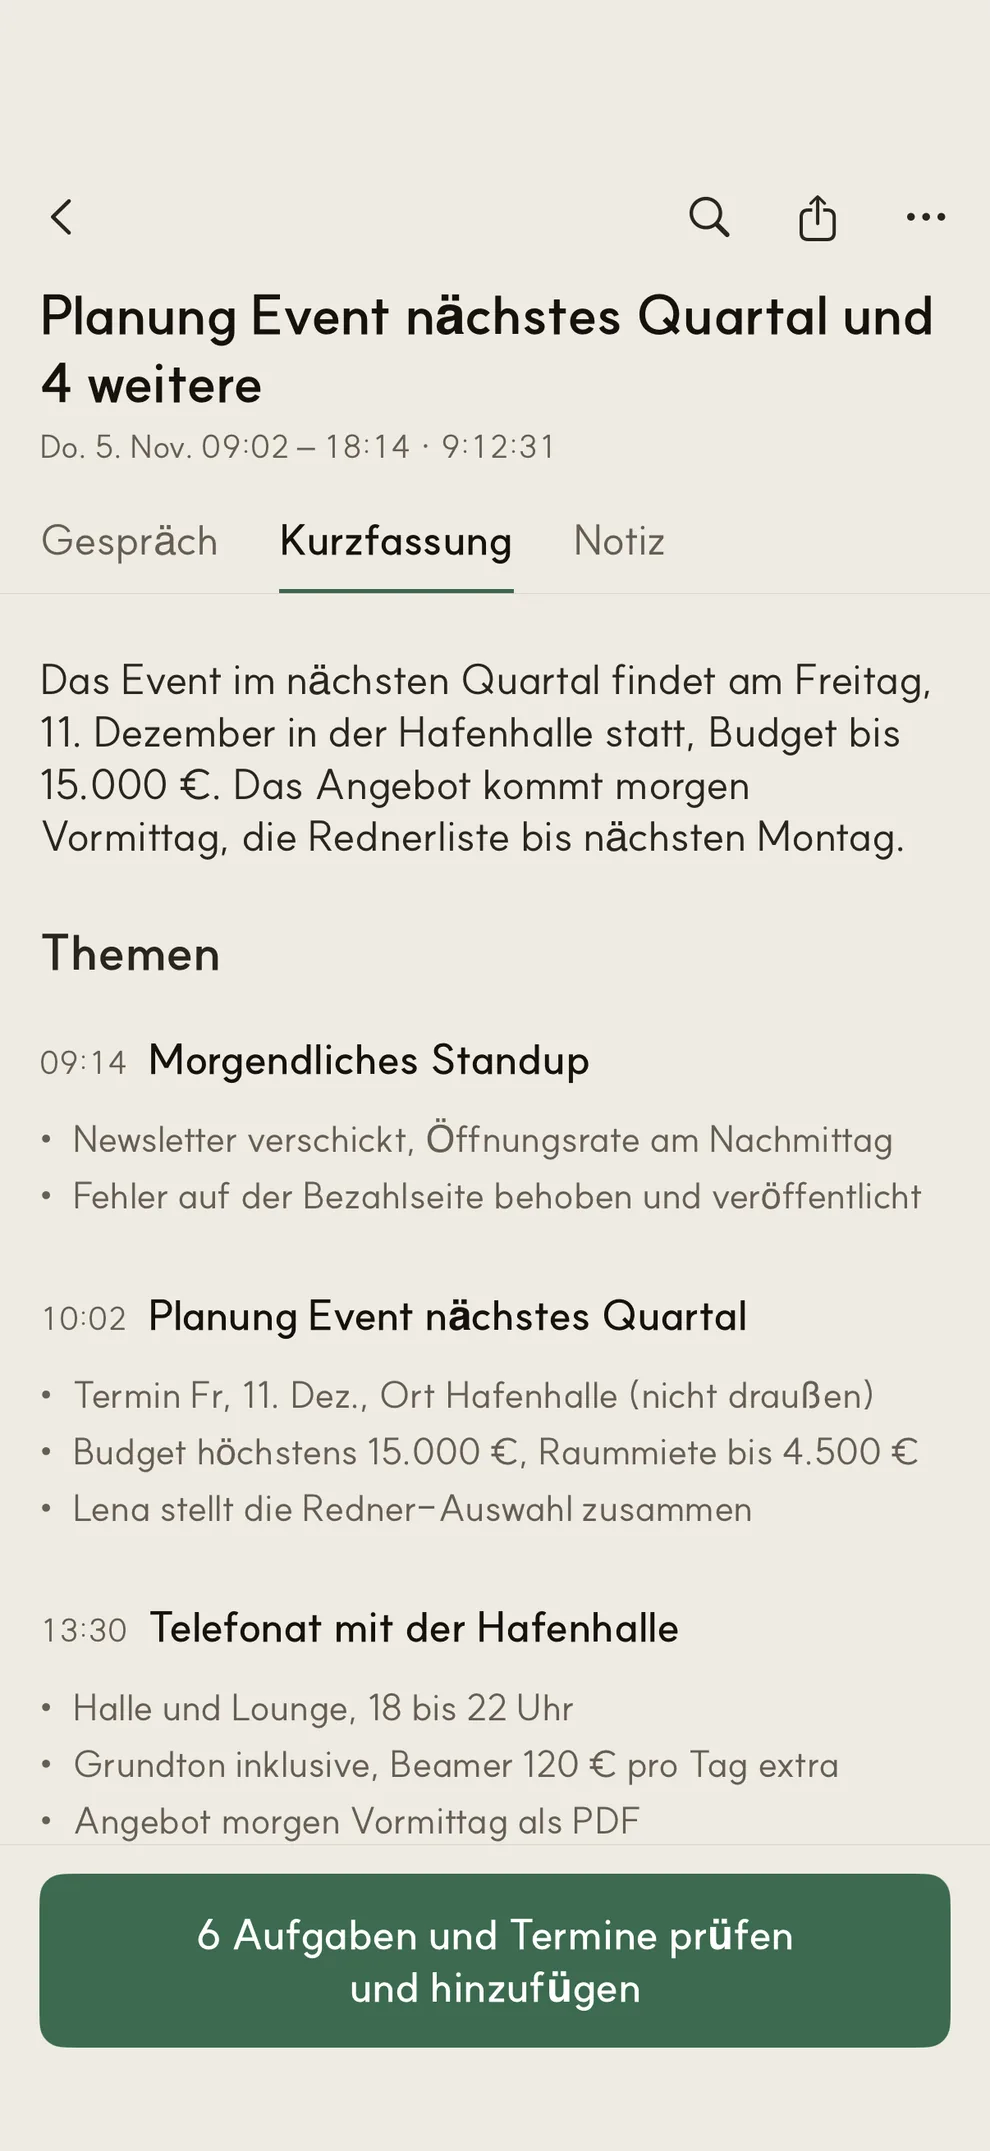 Planung Event nächstes Quartal und
4 weitere
Do. 5. Nov. 09:02 – 18:14 · 9:12:31
Gespräch Kurzfassung Notiz
Das Event im nächsten Quartal findet am Freitag,
11. Dezember in der Hafenhalle statt, Budget bis
15.000 €. Das Angebot kommt morgen
Vormittag, die Rednerliste bis nächsten Montag.
Themen
09:14 Morgendliches Standup
• Newsletter verschickt, Öffnungsrate am Nachmittag
• Fehler auf der Bezahlseite behoben und veröffentlicht
10:02 Planung Event nächstes Quartal
• Termin Fr, 11. Dez., Ort Hafenhalle (nicht draußen)
• Budget höchstens 15.000 €, Raummiete bis 4.500 €
• Lena stellt die Redner-Auswahl zusammen
13:30 Telefonat mit der Hafenhalle
• Halle und Lounge, 18 bis 22 Uhr
• Grundton inklusive, Beamer 120 € pro Tag extra
• Angebot morgen Vormittag als PDF
6 Aufgaben und Termine prüfen
und hinzufügen